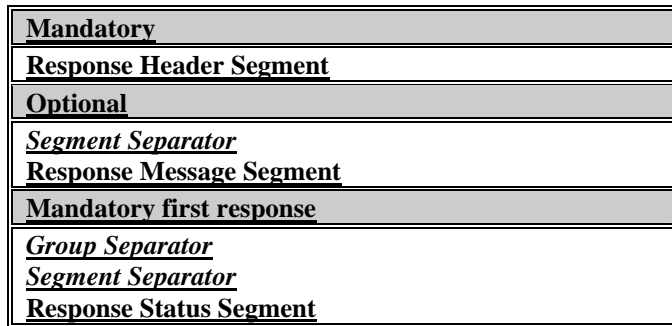 Mandatory
Response Header Segment
Optional
Segment Separator
Response Message Segment
Mandatory first response
Group Separator
Segment Separator
Response Status Segment